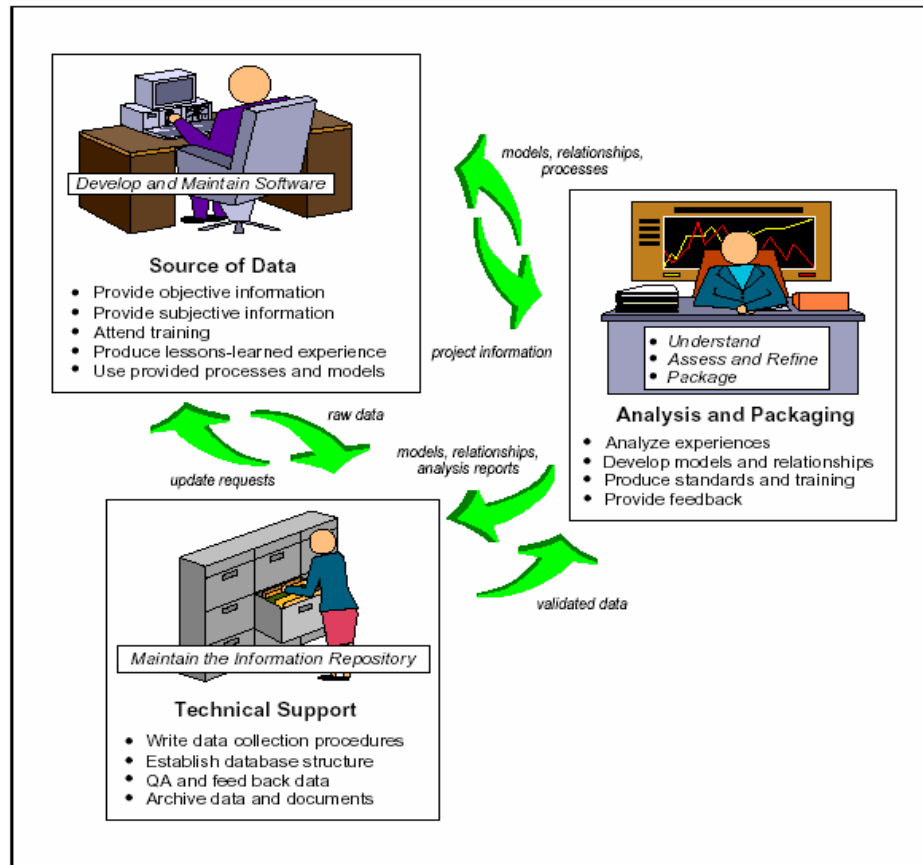 Develop and Maintain Software
Source of Data
• Provide objective information
• Provide subjective information
• Attend training
• Produce lessons-learned experience
• Use provided processes and models
models, relationships,
processes
project information
• Understand
• Assess and Refine
• Package
Analysis and Packaging
• Analyze experiences
• Develop models and relationships
• Produce standards and training
• Provide feedback
raw data
update requests
models, relationships,
analysis reports
validated data
Maintain the Information Repository
Technical Support
• Write data collection procedures
• Establish database structure
• QA and feed back data
• Archive data and documents